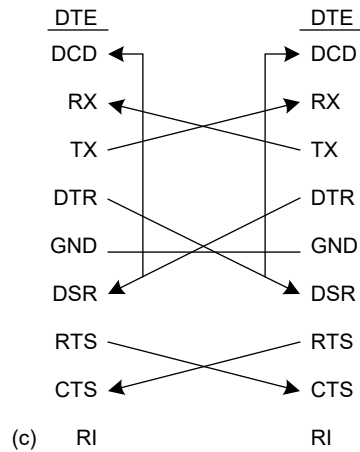 DTE DTE
DCD DCD
RX RX
TX TX
DTR DTR
GND GND
DSR DSR
RTS RTS
CTS CTS
(c) RI RI